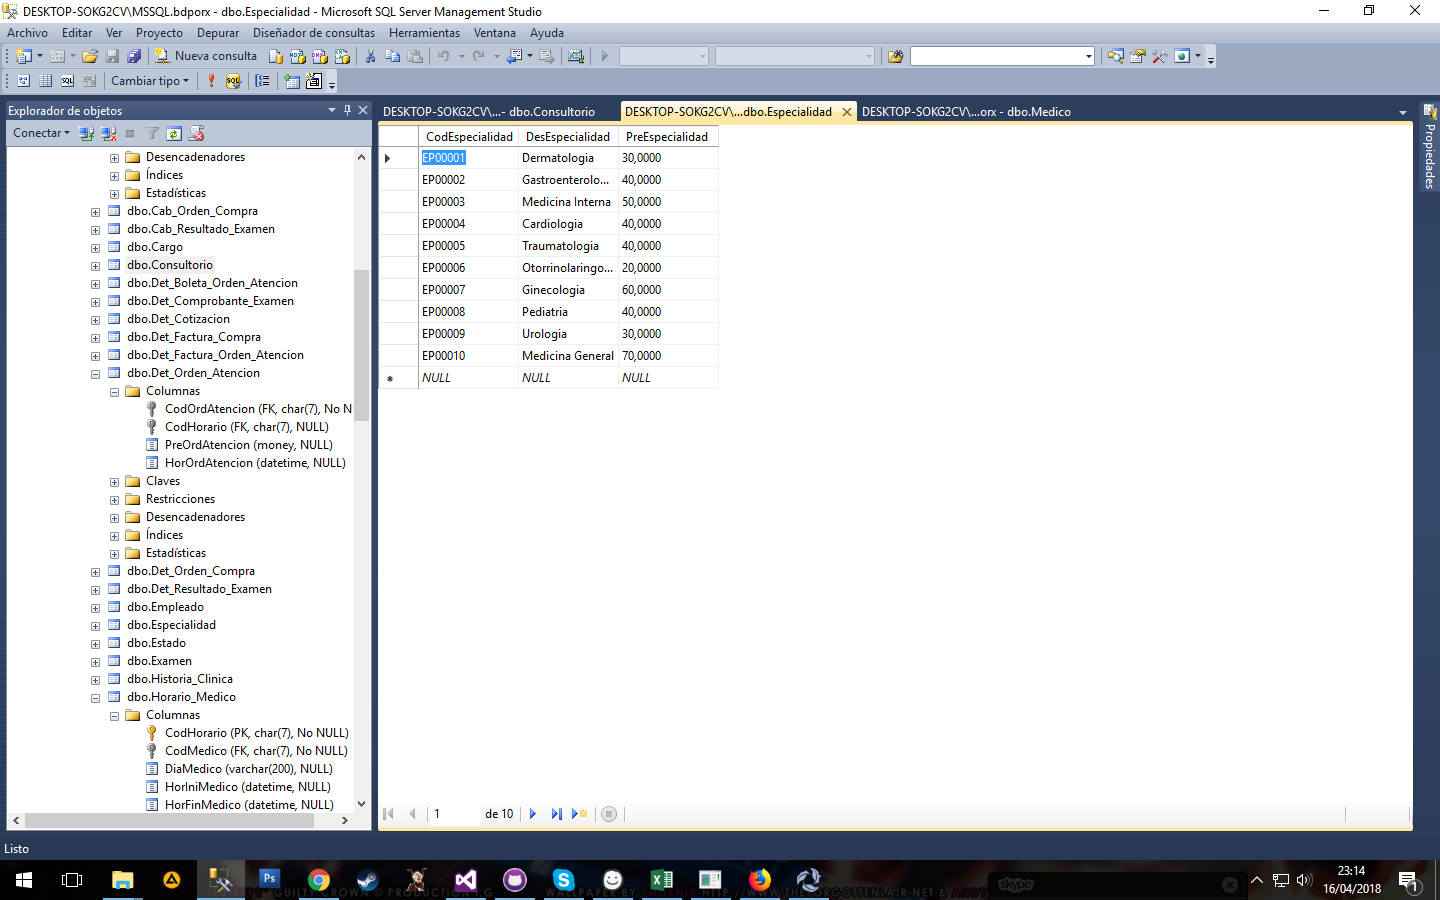 DESKTOP-SOKG2CV\MSSQL.bdporx - dbo.Especialidad - Microsoft SQL Server Management Studio
Archivo Editar Ver Proyecto Depurar Diseñador de consultas Herramientas Ventana Ayuda
Nueva consulta
Cambiar tipo
Explorador de objetos
Conectar
Desencadenadores
Índices
Estadísticas
dbo.Cab_Orden_Compra
dbo.Cab_Resultado_Examen
dbo.Cargo
dbo.Consultorio
dbo.Det_Boleta_Orden_Atencion
dbo.Det_Comprobante_Examen
dbo.Det_Cotizacion
dbo.Det_Factura_Compra
dbo.Det_Factura_Orden_Atencion
dbo.Det_Orden_Atencion
Columnas
CodOrdAtencion (FK, char(7), No N
CodHorario (FK, char(7), NULL)
PreOrdAtencion (money, NULL)
HorOrdAtencion (datetime, NULL)
Claves
Restricciones
Desencadenadores
Índices
Estadísticas
dbo.Det_Orden_Compra
dbo.Det_Resultado_Examen
dbo.Empleado
dbo.Especialidad
dbo.Estado
dbo.Examen
dbo.Historia_Clinica
dbo.Horario_Medico
Columnas
CodHorario (PK, char(7), No NULL)
CodMedico (FK, char(7), No NULL)
DiaMedico (varchar(200), NULL)
HorIniMedico (datetime, NULL)
HorFinMedico (datetime, NULL)
DESKTOP-SOKG2CV\...- dbo.Consultorio DESKTOP-SOKG2CV\...dbo.Especialidad DESKTOP-SOKG2CV\...orx - dbo.Medico
CodEspecialidad DesEspecialidad PreEspecialidad
EP00001 Dermatologia 30,0000
EP00002 Gastroenterolo... 40,0000
EP00003 Medicina Interna 50,0000
EP00004 Cardiologia 40,0000
EP00005 Traumatologia 40,0000
EP00006 Otorrinolaringo... 20,0000
EP00007 Ginecologia 60,0000
EP00008 Pediatria 40,0000
EP00009 Urologia 30,0000
EP00010 Medicina General 70,0000
NULL NULL NULL
1 de 10
Propiedades
Listo
23:14
16/04/2018
1